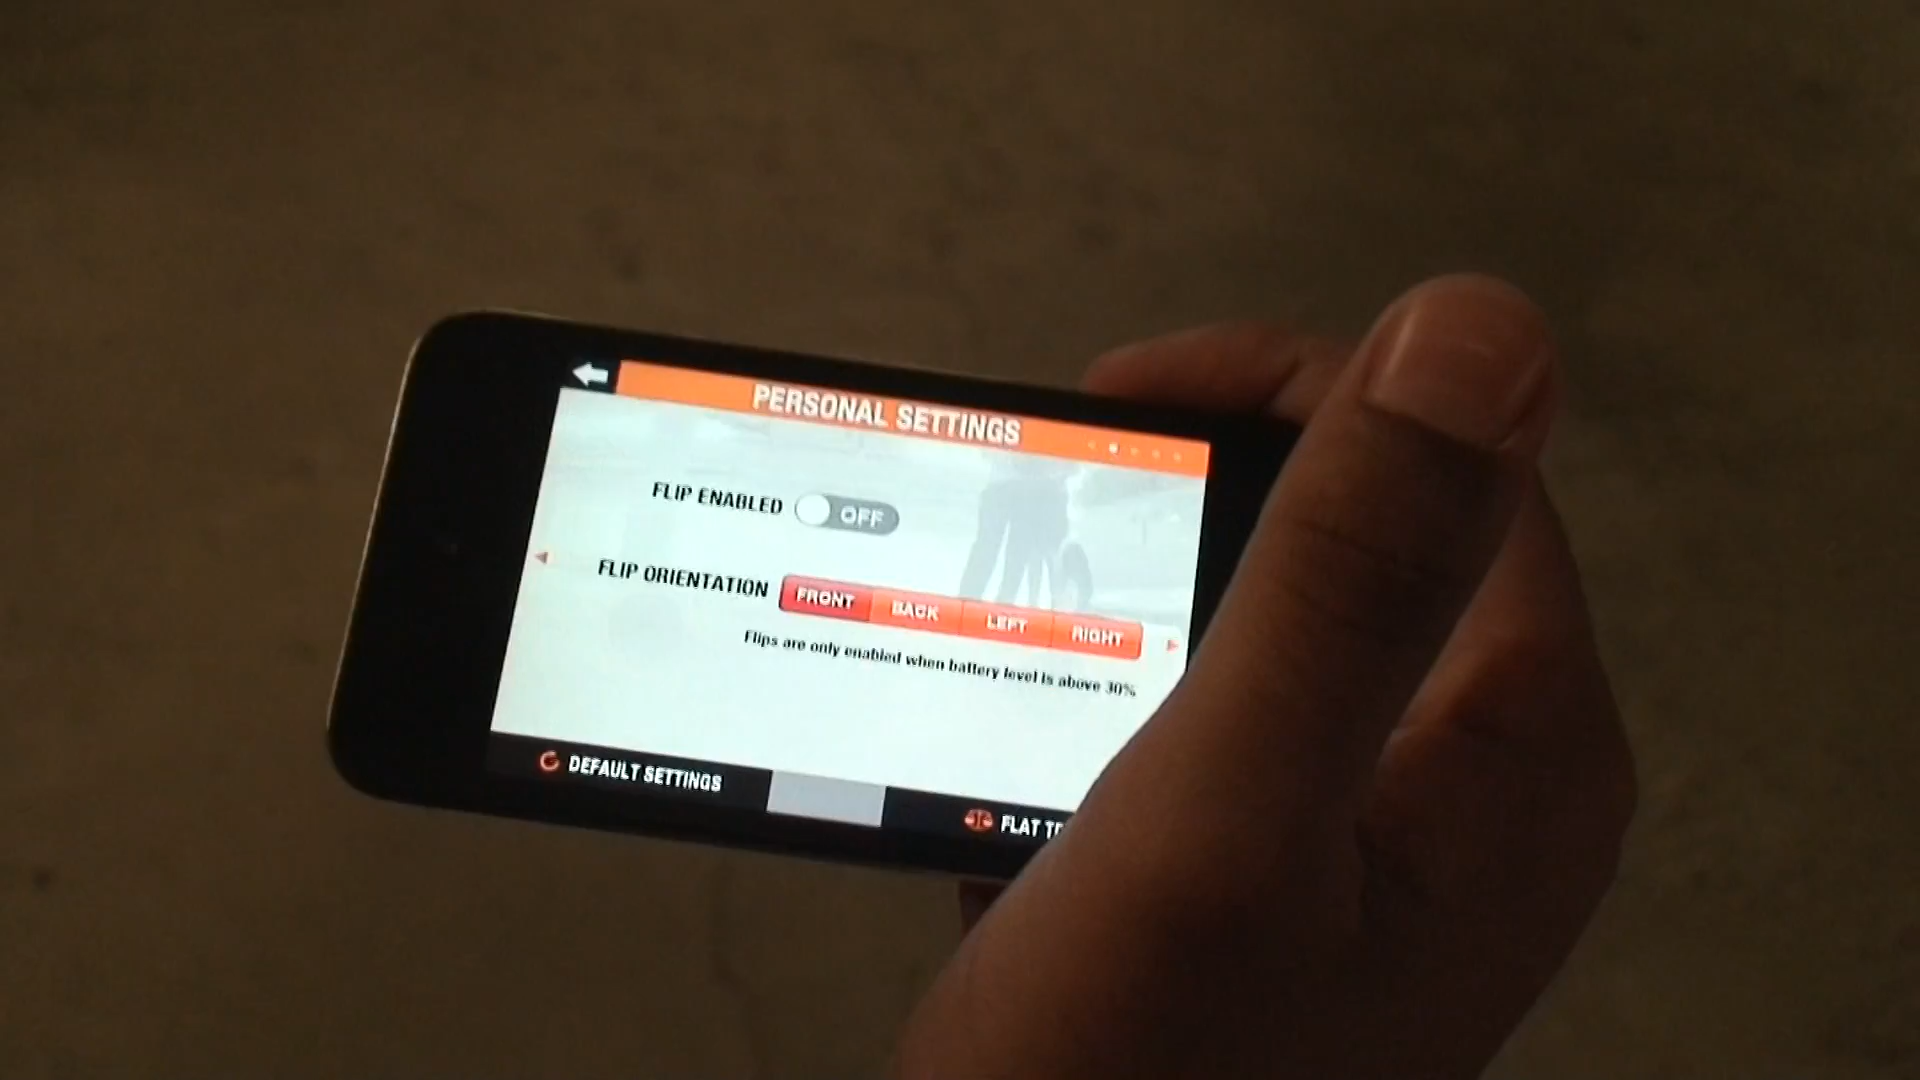 PERSONAL SETTINGS
FLIP ENABLED OFF
FLIP ORIENTATION FRONT BACK LEFT RIGHT
Flips are only enabled when battery level is above 30%
DEFAULT SETTINGS
FLAT